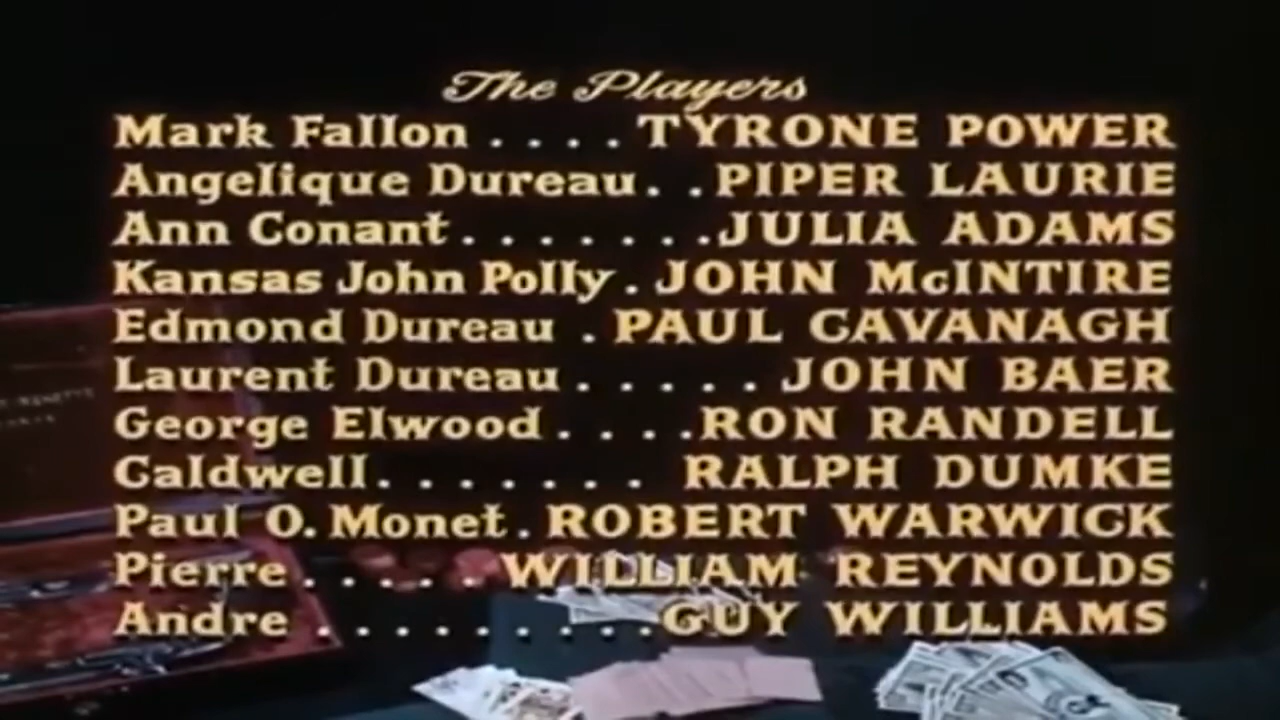 The Players
Mark Fallon . . . . TYRONE POWER
Angelique Dureau. . PIPER LAURIE
Ann Conant . . . . . . . JULIA ADAMS
Kansas John Polly . JOHN McINTIRE
Edmond Dureau . PAUL CAVANAGH
Laurent Dureau . . . . . JOHN BAER
George Elwood . . . . RON RANDELL
Caldwell. . . . . . . RALPH DUMKE
Paul O. Monet . ROBERT WARWICK
Pierre . . . . . WILLIAM REYNOLDS
Andre . . . . . . . . . . GUY WILLIAMS